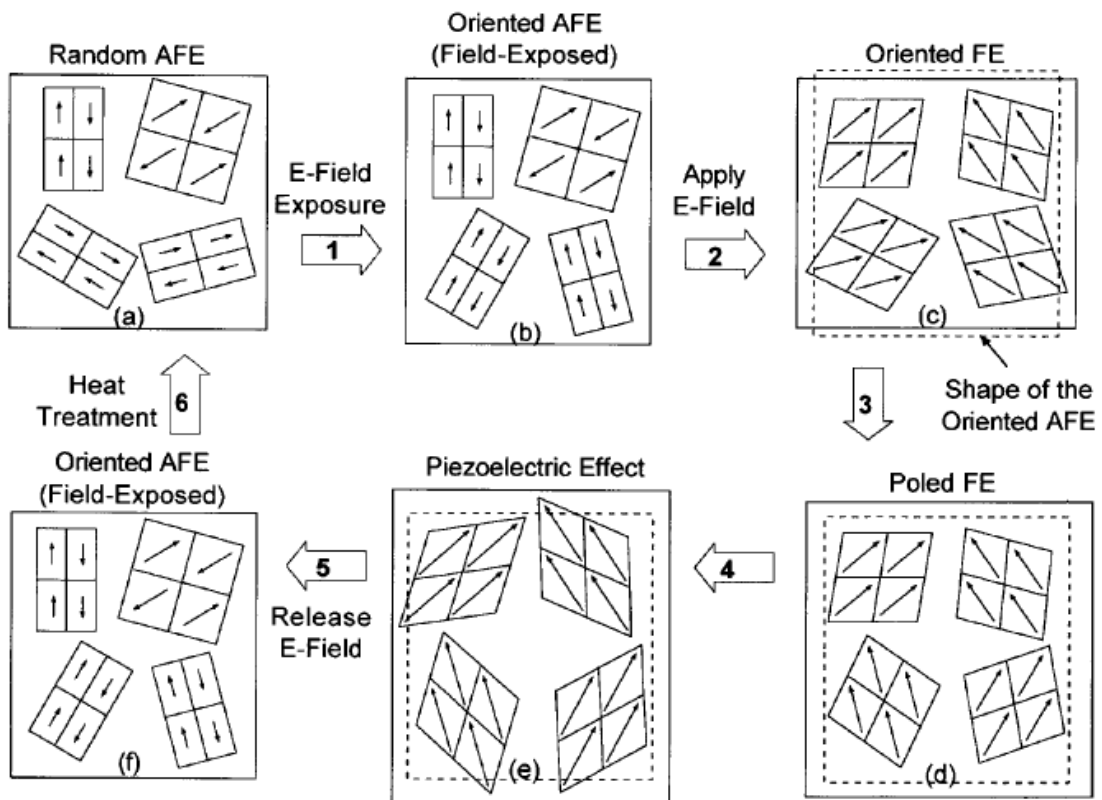 Random AFE
Oriented AFE
(Field-Exposed)
Oriented FE
(a)
E-Field
Exposure
1
(b)
Apply
E-Field
2
(c)
Shape of the
Oriented AFE
3
Heat
Treatment
6
Oriented AFE
(Field-Exposed)
(f)
5
Release
E-Field
Piezoelectric Effect
(e)
4
Poled FE
(d)